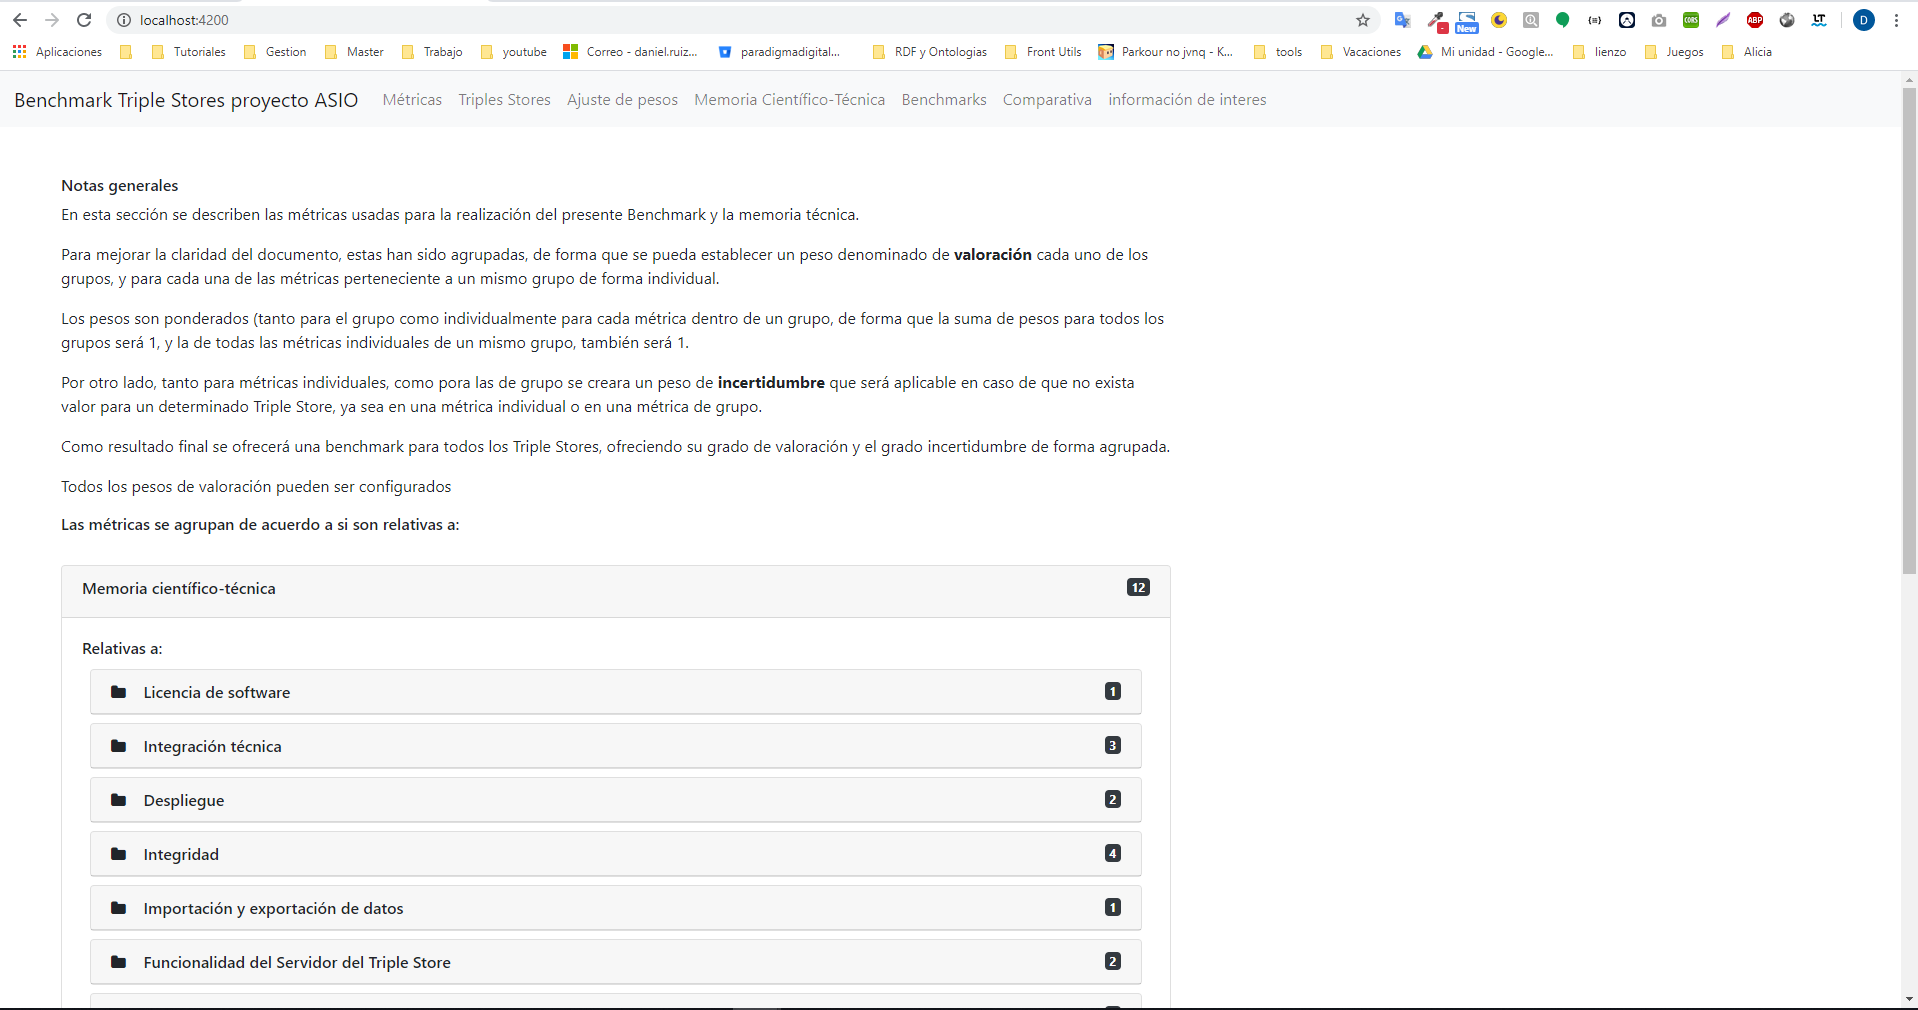 localhost:4200
New
CORS
ABP
LT
D
Aplicaciones Tutoriales Gestion Master Trabajo youtube Correo - daniel.ruiz... paradigmadigital... RDF y Ontologias Front Utils Parkour no jvnq - K... tools Vacaciones Mi unidad - Google... lienzo Juegos Alicia
Benchmark Triple Stores proyecto ASIO Métricas Triples Stores Ajuste de pesos Memoria Científico-Técnica Benchmarks Comparativa información de interes
Notas generales
En esta sección se describen las métricas usadas para la realización del presente Benchmark y la memoria técnica.
Para mejorar la claridad del documento, estas han sido agrupadas, de forma que se pueda establecer un peso denominado de valoración cada uno de los
grupos, y para cada una de las métricas perteneciente a un mismo grupo de forma individual.
Los pesos son ponderados (tanto para el grupo como individualmente para cada métrica dentro de un grupo, de forma que la suma de pesos para todos los
grupos será 1, y la de todas las métricas individuales de un mismo grupo, también será 1.
Por otro lado, tanto para métricas individuales, como pora las de grupo se creara un peso de incertidumbre que será aplicable en caso de que no exista
valor para un determinado Triple Store, ya sea en una métrica individual o en una métrica de grupo.
Como resultado final se ofrecerá una benchmark para todos los Triple Stores, ofreciendo su grado de valoración y el grado incertidumbre de forma agrupada.
Todos los pesos de valoración pueden ser configurados
Las métricas se agrupan de acuerdo a si son relativas a:
Memoria científico-técnica 12
Relativas a:
Licencia de software 1
Integración técnica 3
Despliegue 2
Integridad 4
Importación y exportación de datos 1
Funcionalidad del Servidor del Triple Store 2